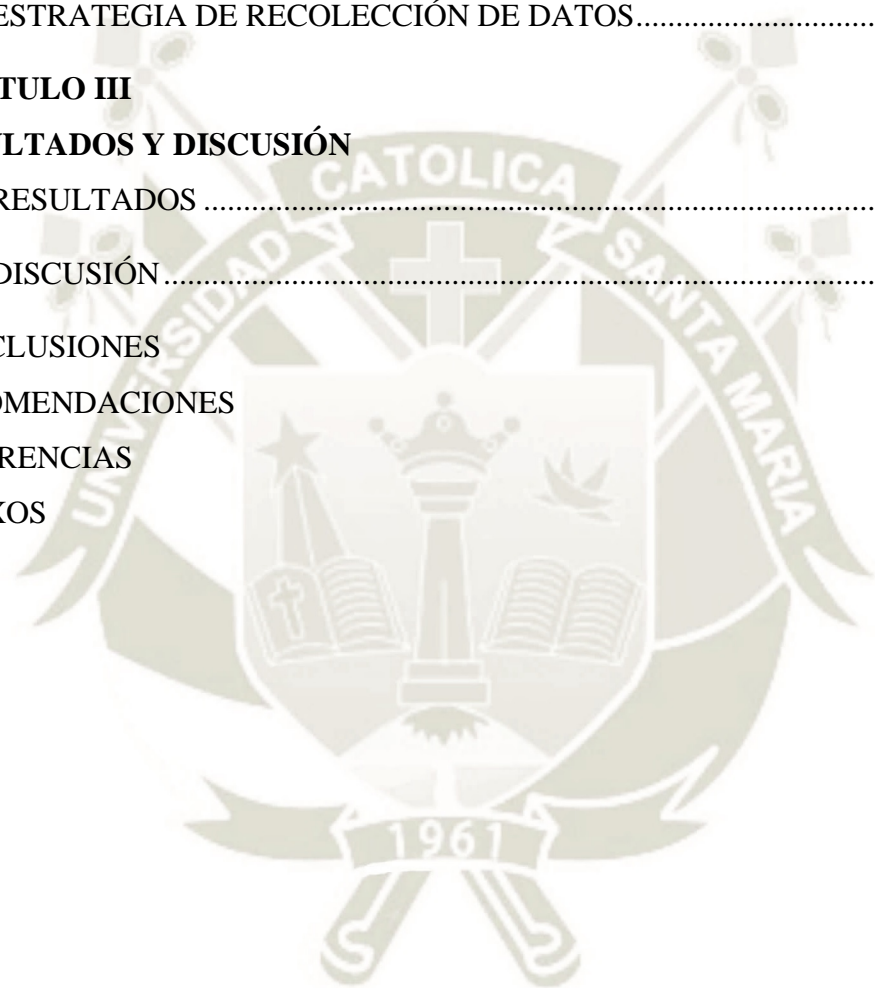 ESTRATEGIA DE RECOLECCIÓN DE DATOS..............................
TULO III
LTADOS Y DISCUSIÓN
RESULTADOS ....................................................................................
DISCUSIÓN.........................................................................................
CLUSIONES
OMENDACIONES
RENCIAS
XOS
UNIVERSIDAD CATOLICA SANTA MARIA
1961